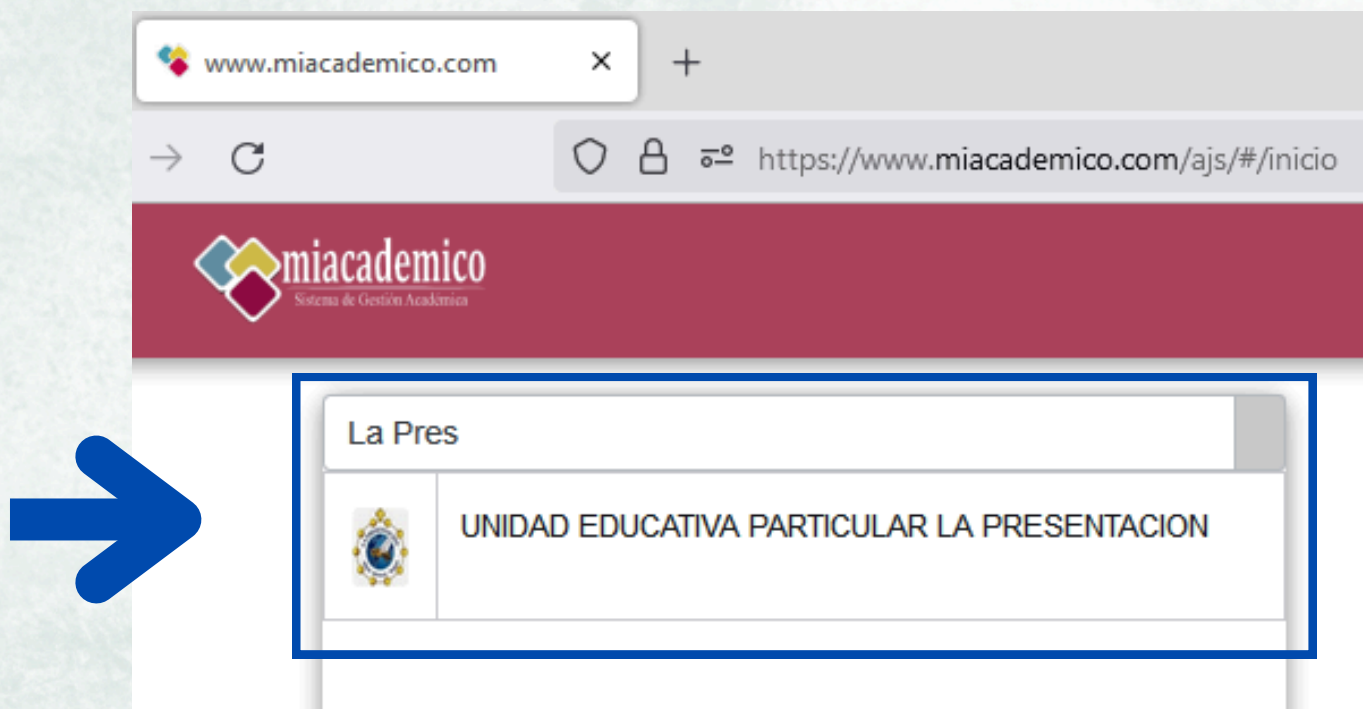 www.miacademico.com
https://www.miacademico.com/ajs/#/inicio
miacademico
Sistema de Gestión Académica
La Pres
UNIDAD EDUCATIVA PARTICULAR LA PRESENTACION